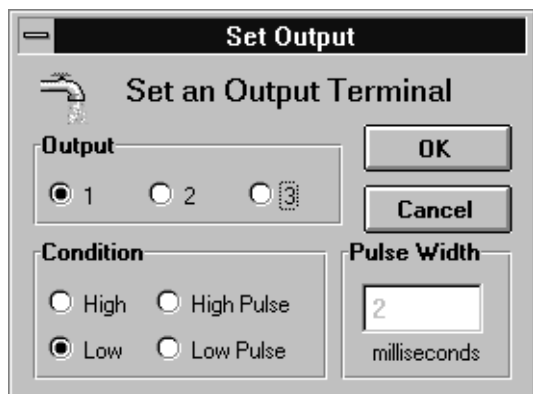 Set Output
Set an Output Terminal
Output
1 2 3
OK
Cancel
Condition
High High Pulse
Low Low Pulse
Pulse Width
2
milliseconds